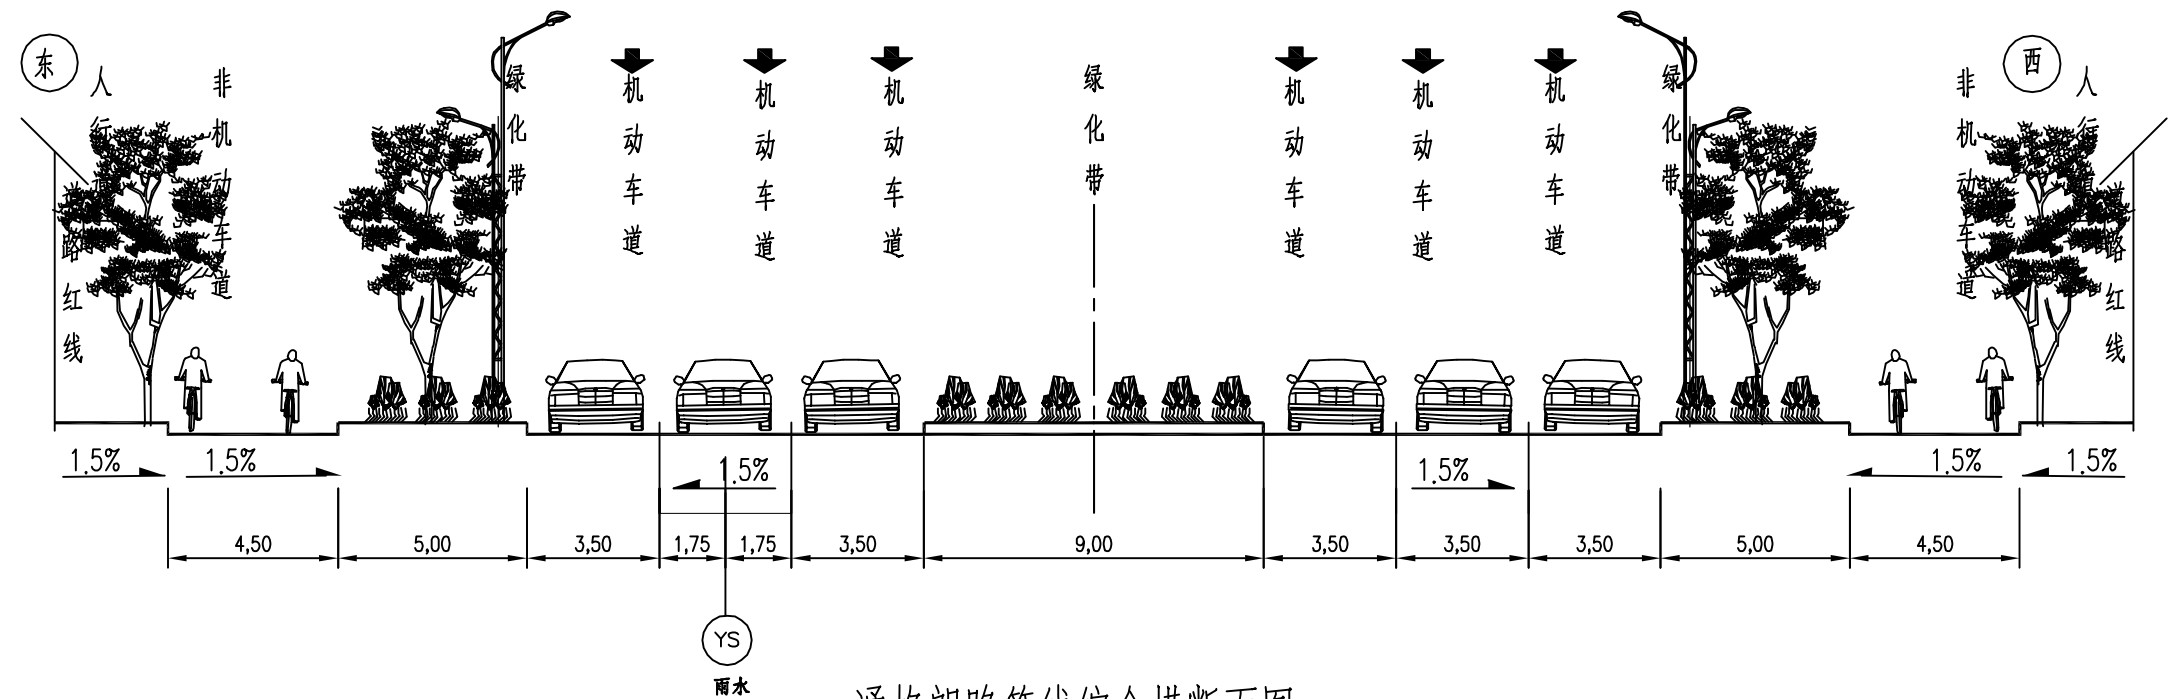 东
人行道
非机动车道
绿化带
机动车道
机动车道
机动车道
绿化带
机动车道
机动车道
机动车道
绿化带
非机动车道
西
人行道
道路红线
道路红线
1.5%
1.5%
1.5%
1.5%
1.5%
1.5%
4,50
5,00
3,50
1,75
1,75
3,50
9,00
3,50
3,50
3,50
5,00
4,50
YS
雨水